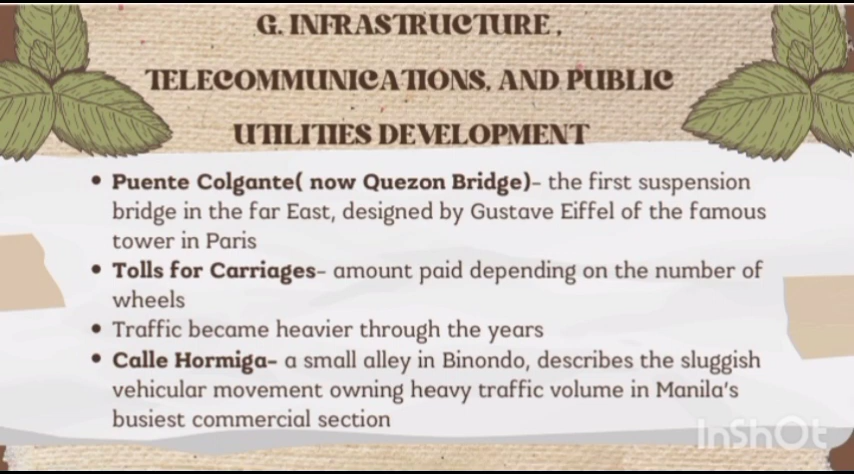 G. INFRASTRUCTURE,
TELECOMMUNICATIONS, AND PUBLIC
UTILITIES DEVELOPMENT
• Puente Colgante( now Quezon Bridge)- the first suspension
bridge in the far East, designed by Gustave Eiffel of the famous
tower in Paris
• Tolls for Carriages- amount paid depending on the number of
wheels
• Traffic became heavier through the years
• Calle Hormiga- a small alley in Binondo, describes the sluggish
vehicular movement owning heavy traffic volume in Manila's
busiest commercial section
InShOt